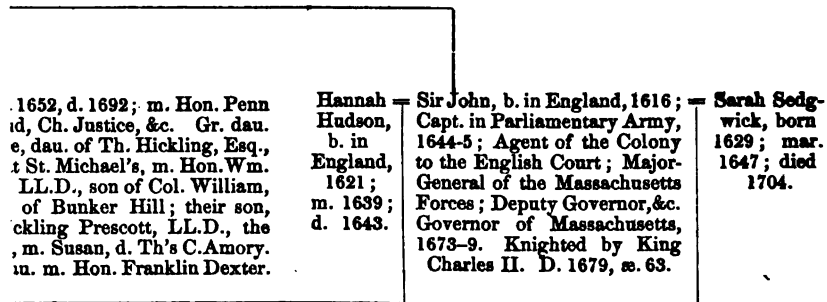 1652, d. 1692; m. Hon. Penn
Ch. Justice, &c. Gr. dau.
dau. of Th. Hickling, Esq.,
St. Michael's, m. Hon. Wm.
LL.D., son of Col. William,
of Bunker Hill; their son,
Prescott, LL.D., the
, m. Susan, d. Th's C. Amory.
m. Hon. Franklin Dexter.
Hannah =
Hudson,
b. in
England,
1621;
m. 1639;
d. 1643.
Sir John, b. in England, 1616; =
Capt. in Parliamentary Army,
1644-5; Agent of the Colony
to the English Court; Major-
General of the Massachusetts
Forces; Deputy Governor, &c.
Governor of Massachusetts,
1673–9. Knighted by King
Charles II. D. 1679, æ. 63.
Sarah Sedg-
wick, born
1629; mar.
1647; died
1704.